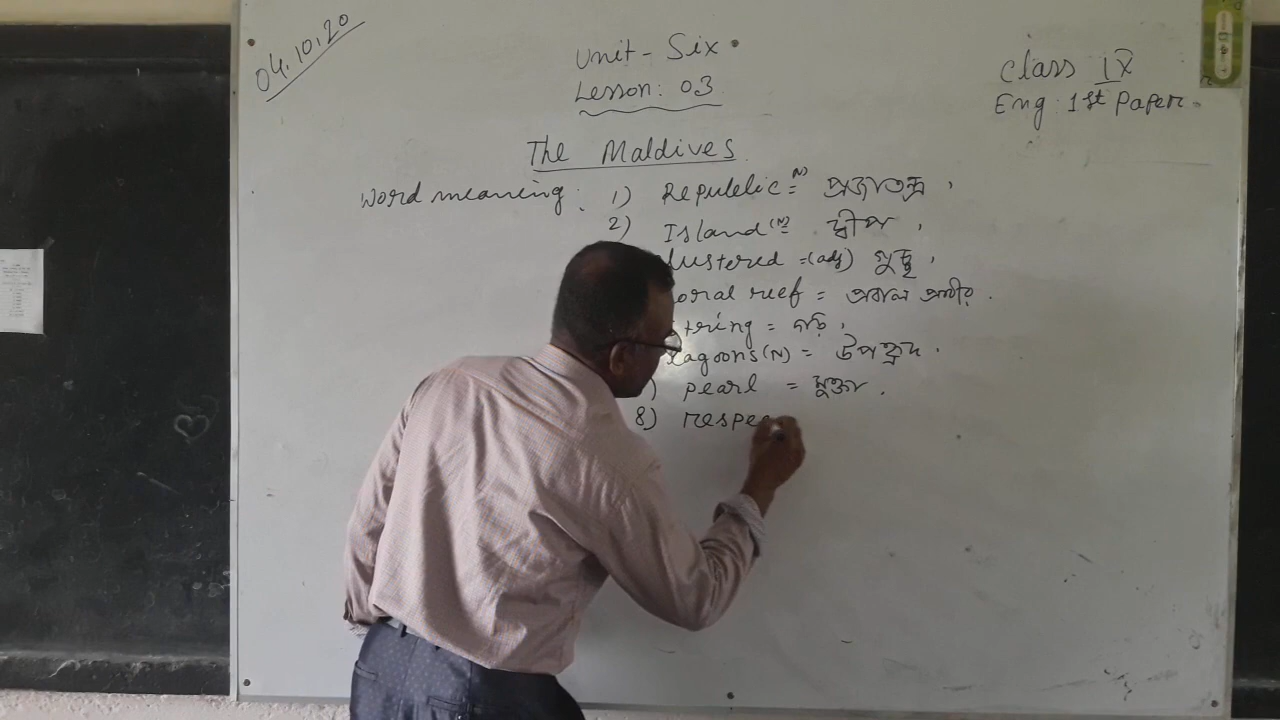 04.10.20
Unit - Six
Lesson: 03
Class IX
Eng 1st Paper.
The Maldives
Word meaning: 1) Republic (N) = প্রজাতন্ত্র.
2) Island (N) = দ্বীপ.
lustered = (adj) গুচ্ছ.
oral reef = প্রবাল প্রাচীর.
tring = দড়ি.
lagoons (N) = উপহ্রদ.
) pearl = মুক্তা.
8) respe